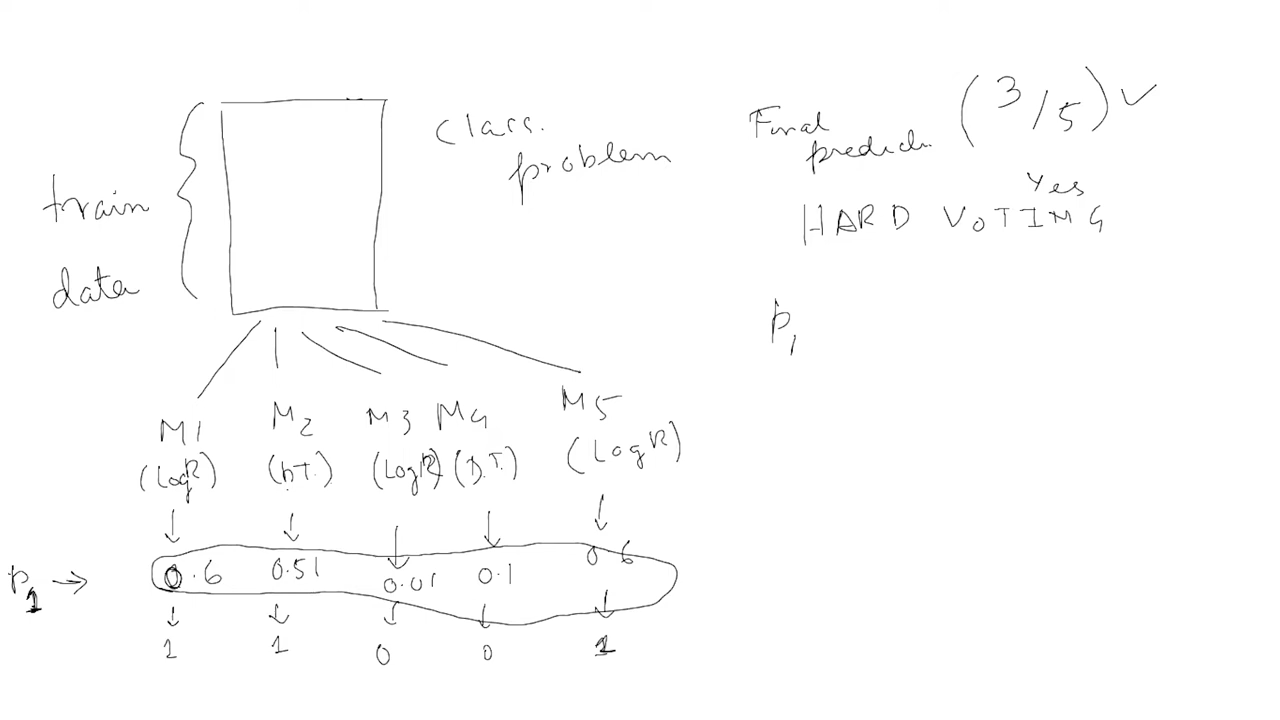 class.
problem
train
data
Final
predicti.
(3/5) ✓
Yes
HARD VOTING
p1
M1 M2 M3 M4 M5
(LogR) (D.T.) (LogR) (D.T.) (LogR)
p1 → 0.6 0.51 0.01 0.1 0.6
1 1 0 0 1